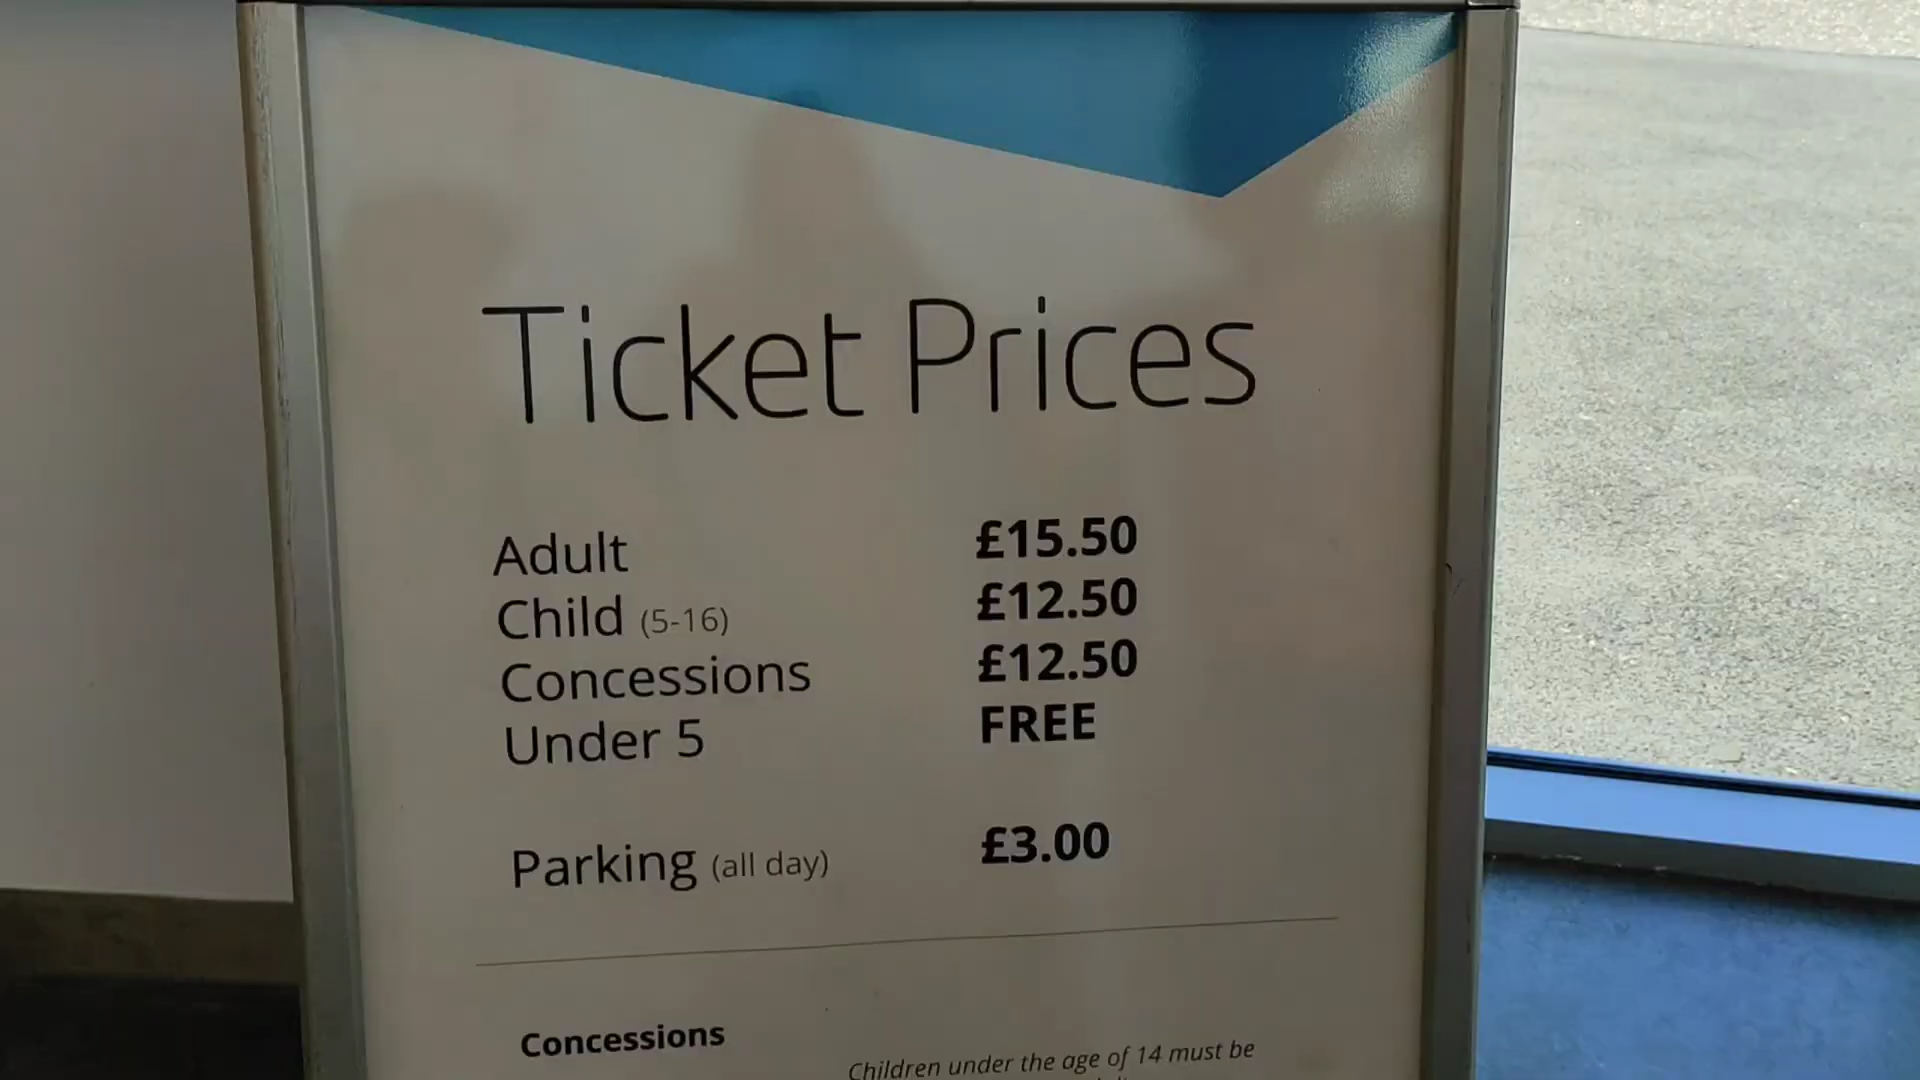 Ticket Prices
Adult £15.50
Child (5-16) £12.50
Concessions £12.50
Under 5 FREE
Parking (all day) £3.00
Concessions
Children under the age of 14 must be